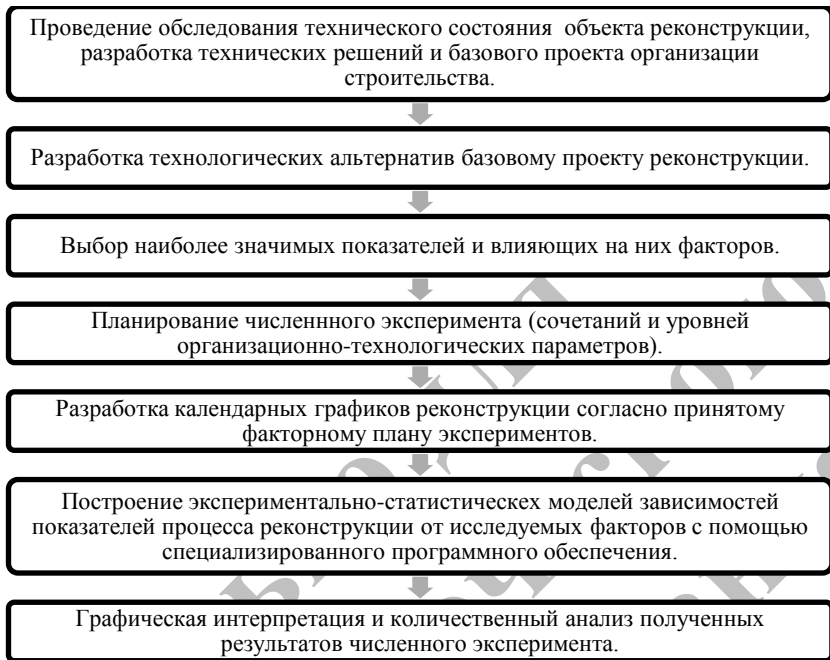 Проведение обследования технического состояния объекта реконструкции,
разработка технических решений и базового проекта организации
строительства.
Разработка технологических альтернатив базовому проекту реконструкции.
Выбор наиболее значимых показателей и влияющих на них факторов.
Планирование численнного эксперимента (сочетаний и уровней
организационно-технологических параметров).
Разработка календарных графиков реконструкции согласно принятому
факторному плану экспериментов.
Построение экспериментально-статистическех моделей зависимостей
показателей процесса реконструкции от исследуемых факторов с помощью
специализированного программного обеспечения.
Графическая интерпретация и количественный анализ полученных
результатов численного эксперимента.